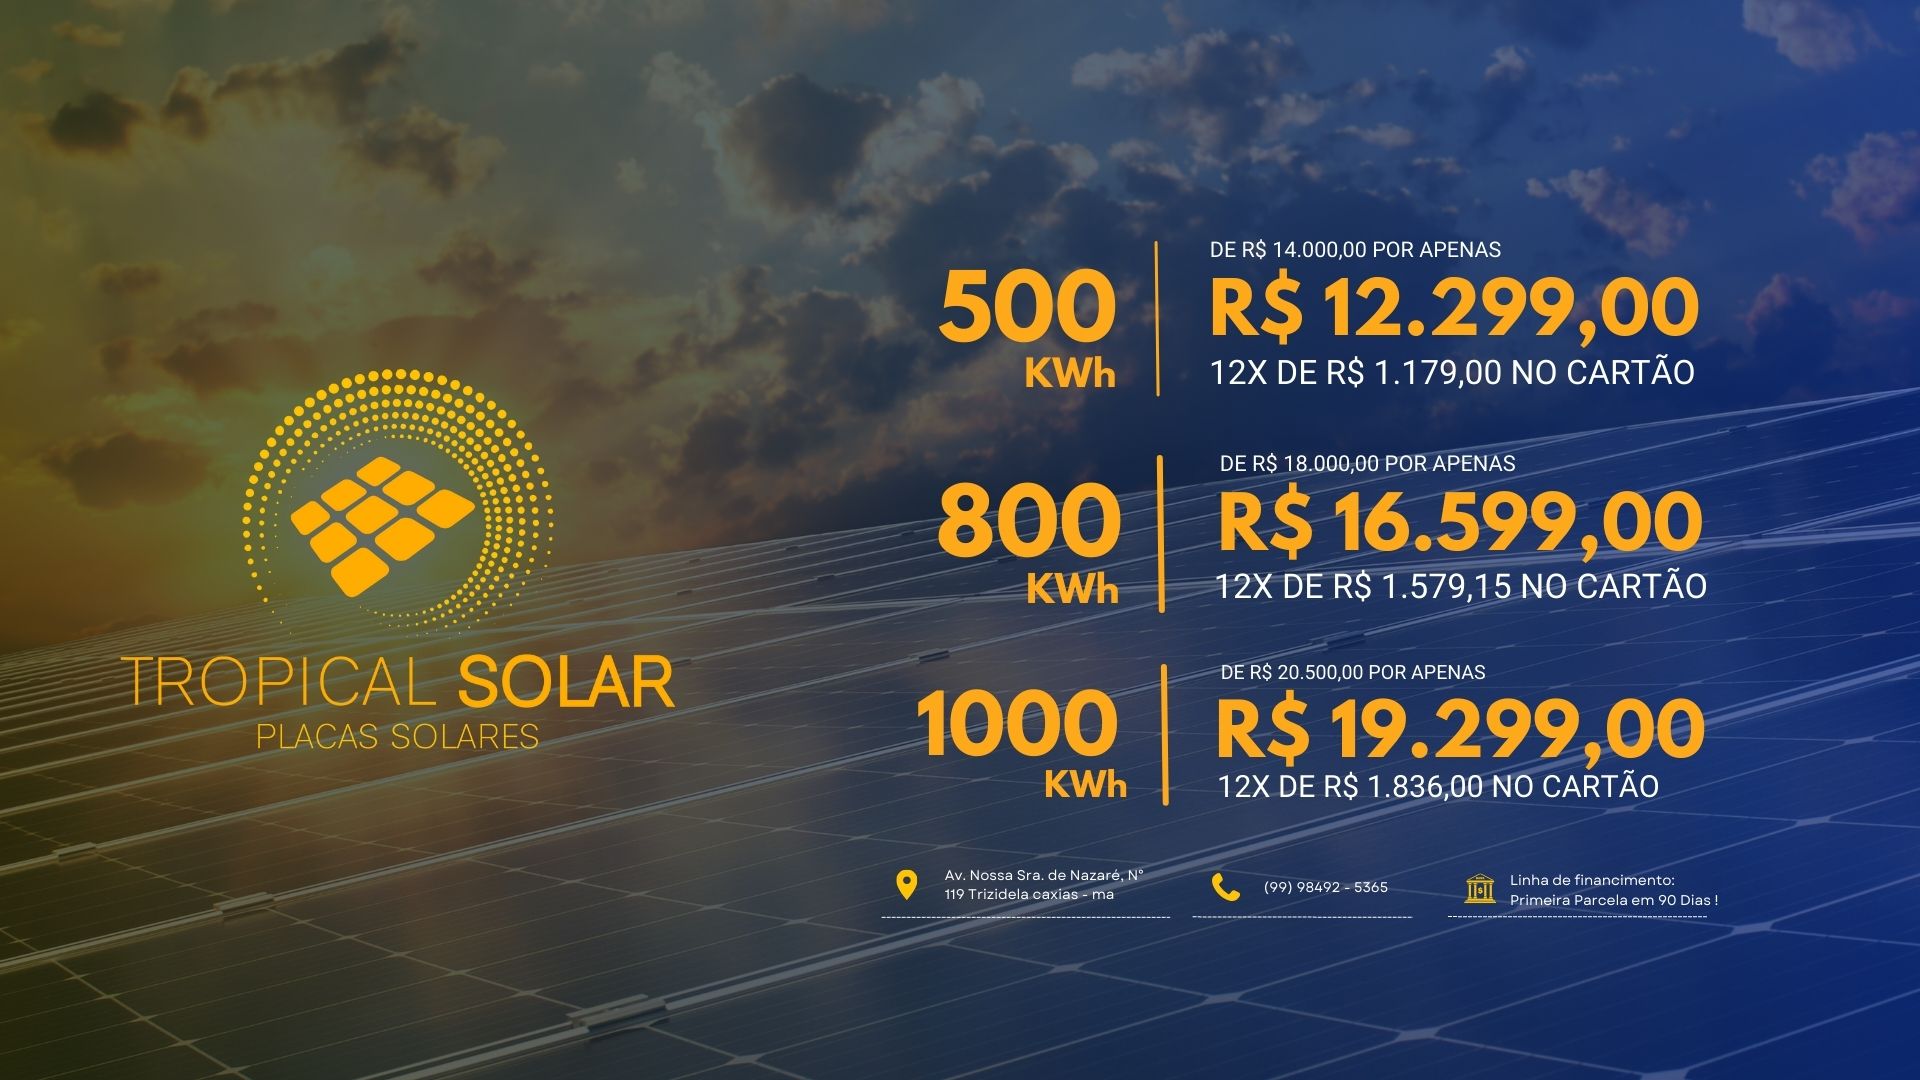 TROPICAL SOLAR
PLACAS SOLARES
500
KWh
DE R$ 14.000,00 POR APENAS
R$ 12.299,00
12X DE R$ 1.179,00 NO CARTÃO
800
KWh
DE R$ 18.000,00 POR APENAS
R$ 16.599,00
12X DE R$ 1.579,15 NO CARTÃO
1000
KWh
DE R$ 20.500,00 POR APENAS
R$ 19.299,00
12X DE R$ 1.836,00 NO CARTÃO
Av. Nossa Sra. de Nazaré, N°
119 Trizidela caxias - ma
(99) 98492 - 5365
Linha de financimento:
Primeira Parcela em 90 Dias !